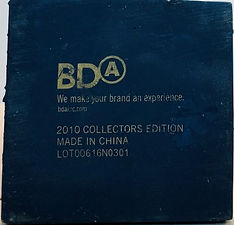 BDA
We make your brand an experience.
bdainc.com
2010 COLLECTORS EDITION
MADE IN CHINA
LOT00616N0301